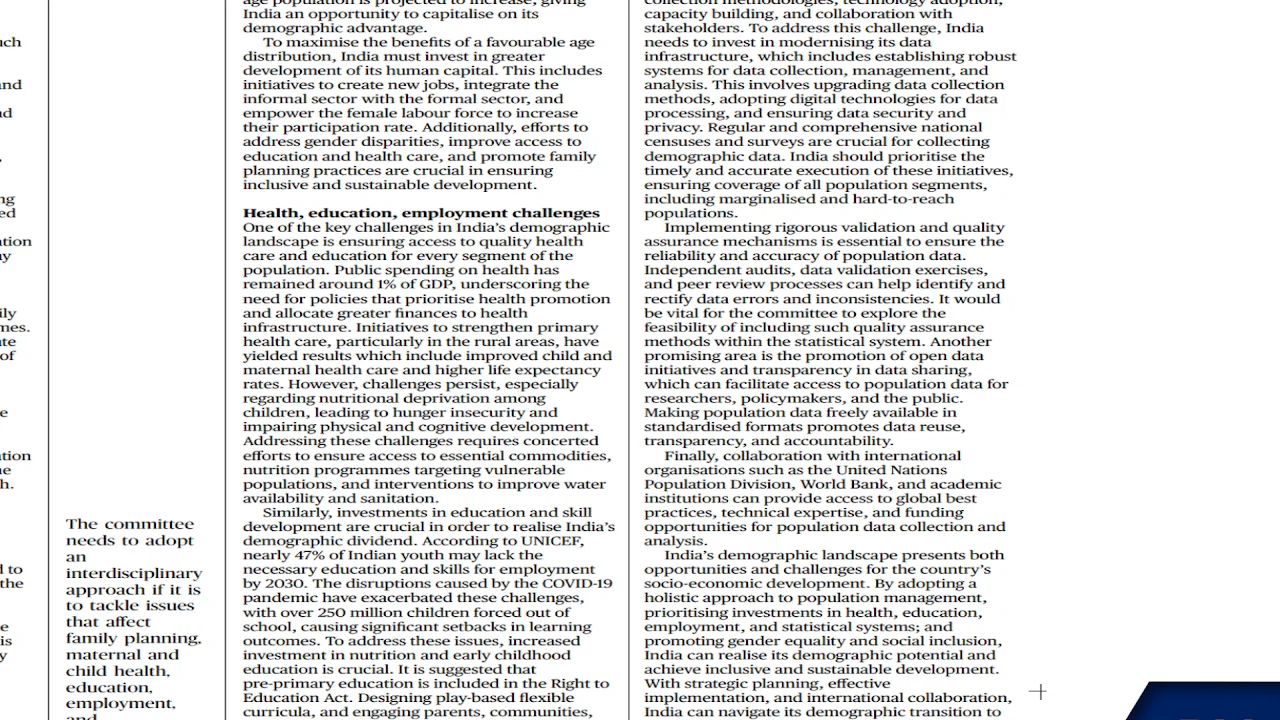 uch
and
d
.
ng
ed
ation
y
ily
mes.
te
of
e
tion
e
h.
d to
the
e
is
y
The committee
needs to adopt
an
interdisciplinary
approach if it is
to tackle issues
that affect
family planning,
maternal and
child health,
education,
employment,
and
age population is projected to increase, giving
India an opportunity to capitalise on its
demographic advantage.
To maximise the benefits of a favourable age
distribution, India must invest in greater
development of its human capital. This includes
initiatives to create new jobs, integrate the
informal sector with the formal sector, and
empower the female labour force to increase
their participation rate. Additionally, efforts to
address gender disparities, improve access to
education and health care, and promote family
planning practices are crucial in ensuring
inclusive and sustainable development.
Health, education, employment challenges
One of the key challenges in India's demographic
landscape is ensuring access to quality health
care and education for every segment of the
population. Public spending on health has
remained around 1% of GDP, underscoring the
need for policies that prioritise health promotion
and allocate greater finances to health
infrastructure. Initiatives to strengthen primary
health care, particularly in the rural areas, have
yielded results which include improved child and
maternal health care and higher life expectancy
rates. However, challenges persist, especially
regarding nutritional deprivation among
children, leading to hunger insecurity and
impairing physical and cognitive development.
Addressing these challenges requires concerted
efforts to ensure access to essential commodities,
nutrition programmes targeting vulnerable
populations, and interventions to improve water
availability and sanitation.
Similarly, investments in education and skill
development are crucial in order to realise India's
demographic dividend. According to UNICEF,
nearly 47% of Indian youth may lack the
necessary education and skills for employment
by 2030. The disruptions caused by the COVID-19
pandemic have exacerbated these challenges,
with over 250 million children forced out of
school, causing significant setbacks in learning
outcomes. To address these issues, increased
investment in nutrition and early childhood
education is crucial. It is suggested that
pre-primary education is included in the Right to
Education Act. Designing play-based flexible
curricula, and engaging parents, communities,
collection methodologies, technology adoption,
capacity building, and collaboration with
stakeholders. To address this challenge, India
needs to invest in modernising its data
infrastructure, which includes establishing robust
systems for data collection, management, and
analysis. This involves upgrading data collection
methods, adopting digital technologies for data
processing, and ensuring data security and
privacy. Regular and comprehensive national
censuses and surveys are crucial for collecting
demographic data. India should prioritise the
timely and accurate execution of these initiatives,
ensuring coverage of all population segments,
including marginalised and hard-to-reach
populations.
Implementing rigorous validation and quality
assurance mechanisms is essential to ensure the
reliability and accuracy of population data.
Independent audits, data validation exercises,
and peer review processes can help identify and
rectify data errors and inconsistencies. It would
be vital for the committee to explore the
feasibility of including such quality assurance
methods within the statistical system. Another
promising area is the promotion of open data
initiatives and transparency in data sharing,
which can facilitate access to population data for
researchers, policymakers, and the public.
Making population data freely available in
standardised formats promotes data reuse,
transparency, and accountability.
Finally, collaboration with international
organisations such as the United Nations
Population Division, World Bank, and academic
institutions can provide access to global best
practices, technical expertise, and funding
opportunities for population data collection and
analysis.
India's demographic landscape presents both
opportunities and challenges for the country's
socio-economic development. By adopting a
holistic approach to population management,
prioritising investments in health, education,
employment, and statistical systems; and
promoting gender equality and social inclusion,
India can realise its demographic potential and
achieve inclusive and sustainable development.
With strategic planning, effective
implementation, and international collaboration,
India can navigate its demographic transition to